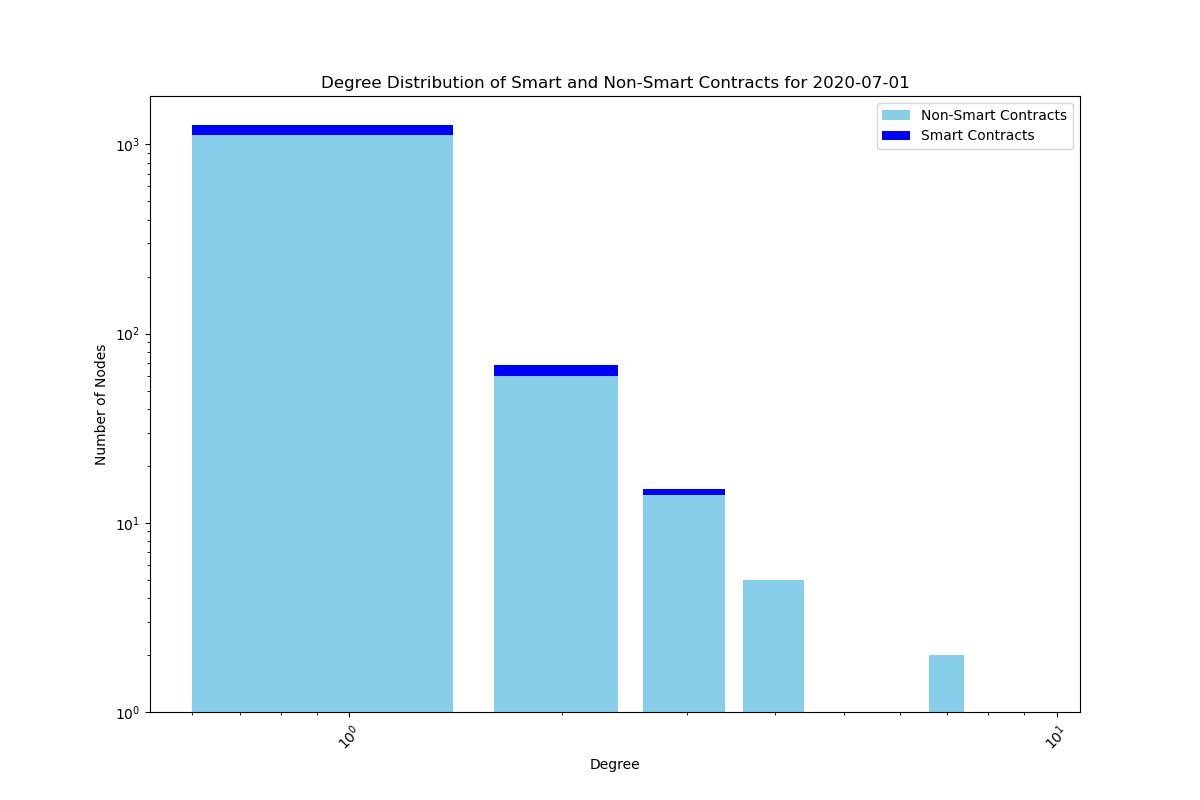 Degree Distribution of Smart and Non-Smart Contracts for 2020-07-01
Non-Smart Contracts
Smart Contracts
Number of Nodes
10³
10²
10¹
10⁰
10⁰
10¹
Degree